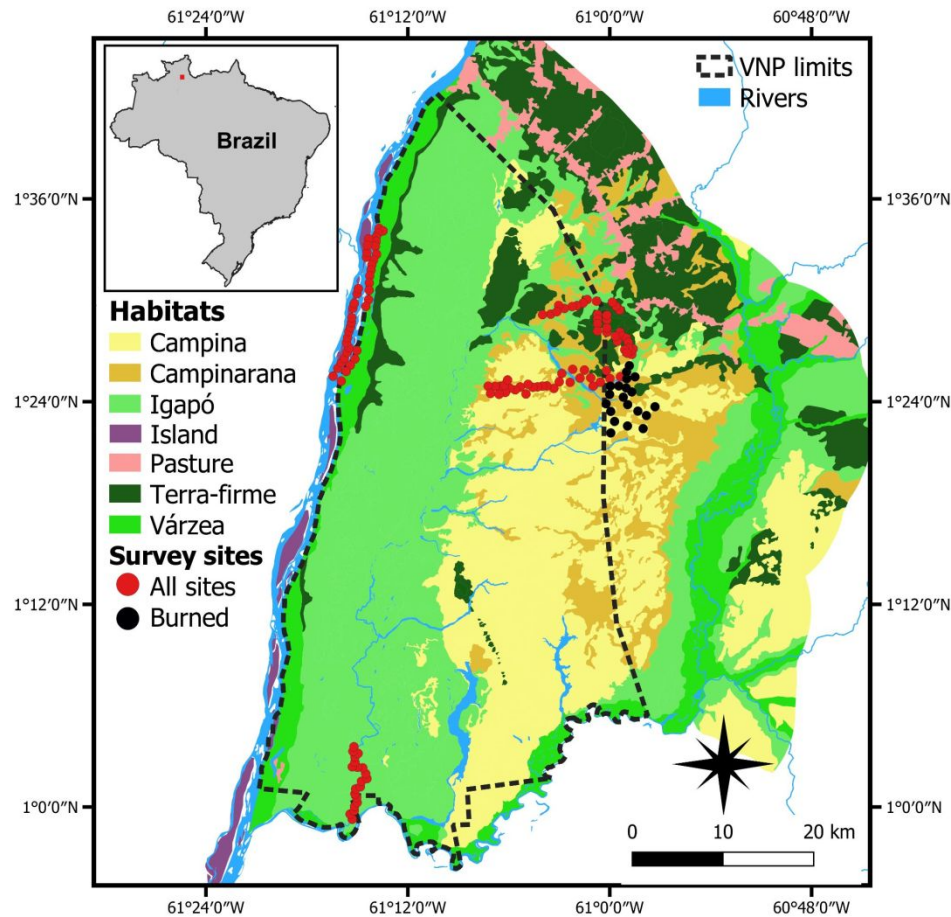 61°24′0″W 61°12′0″W 61°00′0″W 60°48′0″W
Brazil
VNP limits
Rivers
1°36′0″N 1°36′0″N
Habitats
Campina
Campinarana
Igapó
Island
Pasture
Terra-firme
Várzea
Survey sites
All sites
Burned
1°24′0″N 1°24′0″N
1°12′0″N 1°12′0″N
1°0′0″N 1°0′0″N
0 10 20 km
61°24′0″W 61°12′0″W 61°00′0″W 60°48′0″W